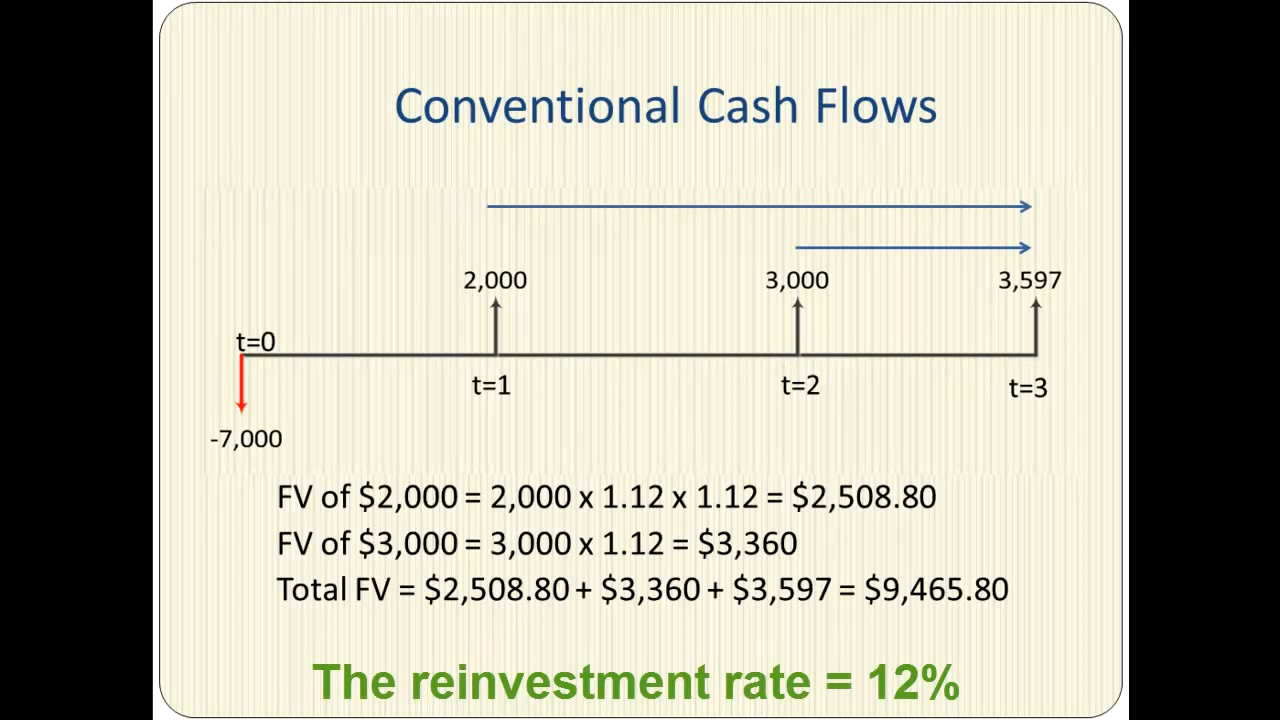 Conventional Cash Flows
2,000 3,000 3,597
t=0
t=1 t=2 t=3
-7,000
FV of $2,000 = 2,000 x 1.12 x 1.12 = $2,508.80
FV of $3,000 = 3,000 x 1.12 = $3,360
Total FV = $2,508.80 + $3,360 + $3,597 = $9,465.80
The reinvestment rate = 12%